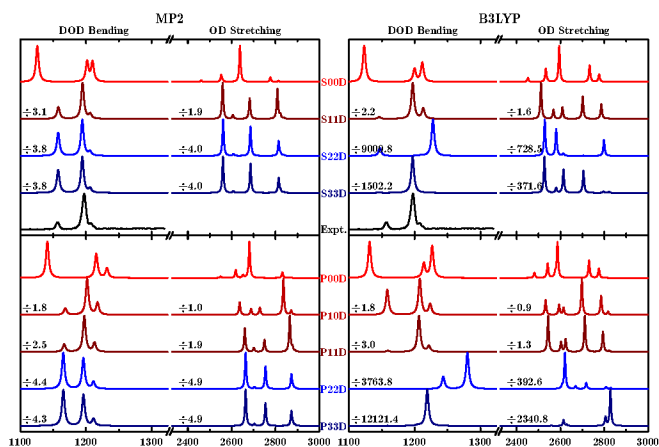 MP2 B3LYP
DOD Bending OD Stretching DOD Bending OD Stretching
S00D
÷3.1 ÷1.9 S11D ÷2.2 ÷1.6
÷3.8 ÷4.0 S22D ÷9000.8 ÷728.5
÷3.8 ÷4.0 S33D ÷1502.2 ÷371.6
Expt.
P00D
÷1.8 ÷1.0 P10D ÷1.8 ÷0.9
÷2.5 ÷1.9 P11D ÷3.0 ÷1.3
÷4.4 ÷4.9 P22D ÷3763.8 ÷392.6
÷4.3 ÷4.9 P33D ÷12121.4 ÷2340.8
1100 1200 1300 2400 2600 2800 3000 1100 1200 1300 2400 2600 2800 3000